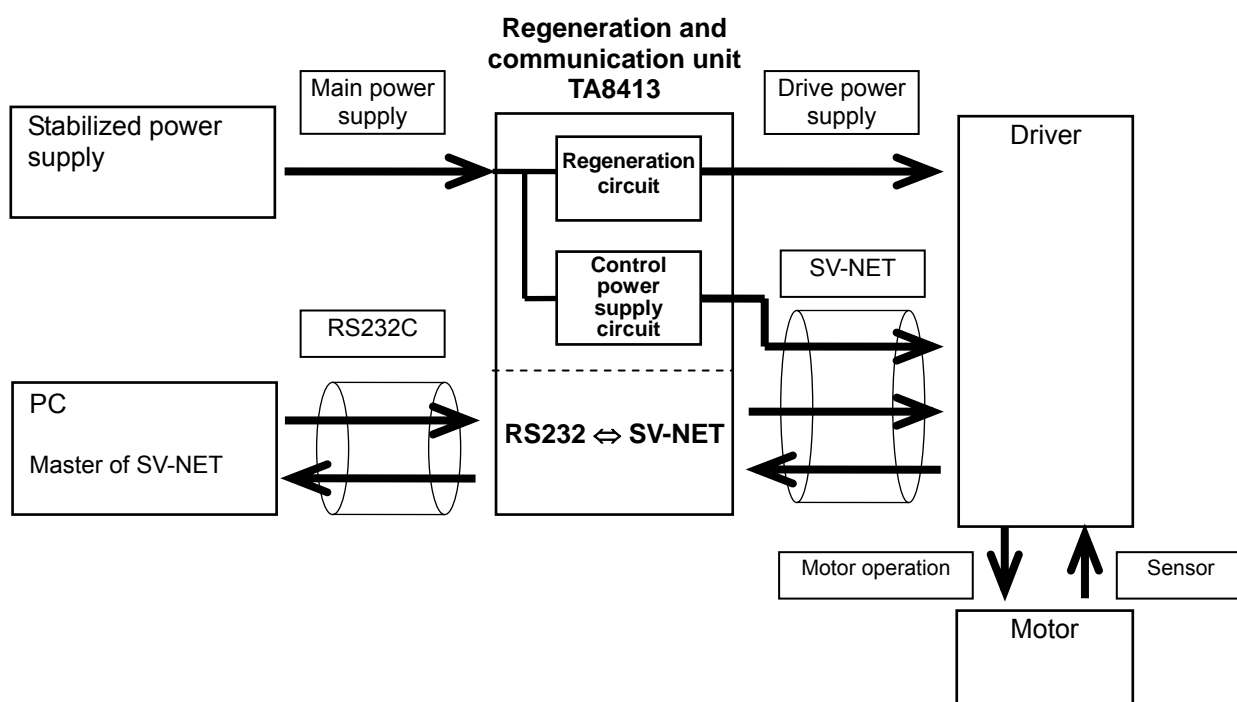 Regeneration and
communication unit
TA8413
Main power
supply
Drive power
supply
Stabilized power
supply
Driver
Regeneration
circuit
Control
power
supply
circuit
SV-NET
RS232C
PC
Master of SV-NET
RS232 ⇔ SV-NET
Motor operation
Sensor
Motor